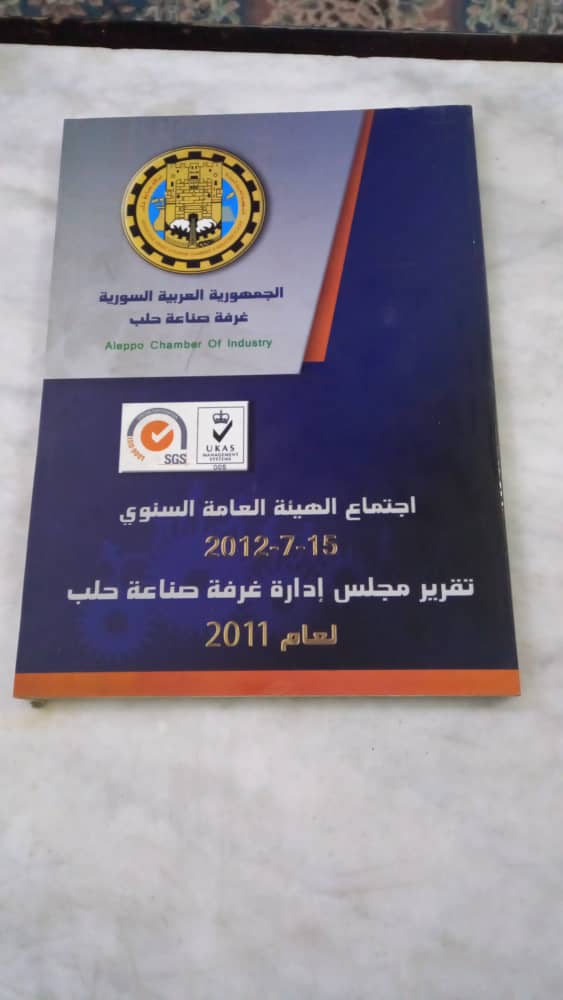 الجمهورية العربية السورية
غرفة صناعة حلب
Aleppo Chamber Of Industry
SGS
UKAS
MANAGEMENT
SYSTEMS
005
اجتماع الهيئة العامة السنوي
2012-7-15
تقرير مجلس إدارة غرفة صناعة حلب
لعام 2011